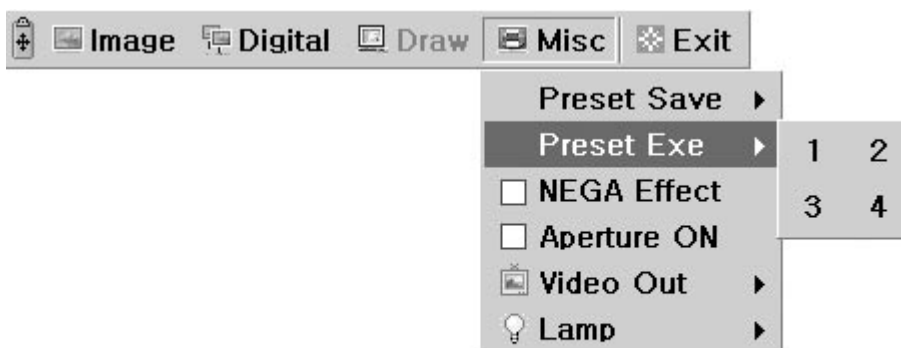 Image Digital Draw Misc Exit
Preset Save
Preset Exe
1 2
NEGA Effect
3 4
Aperture ON
Video Out
Lamp